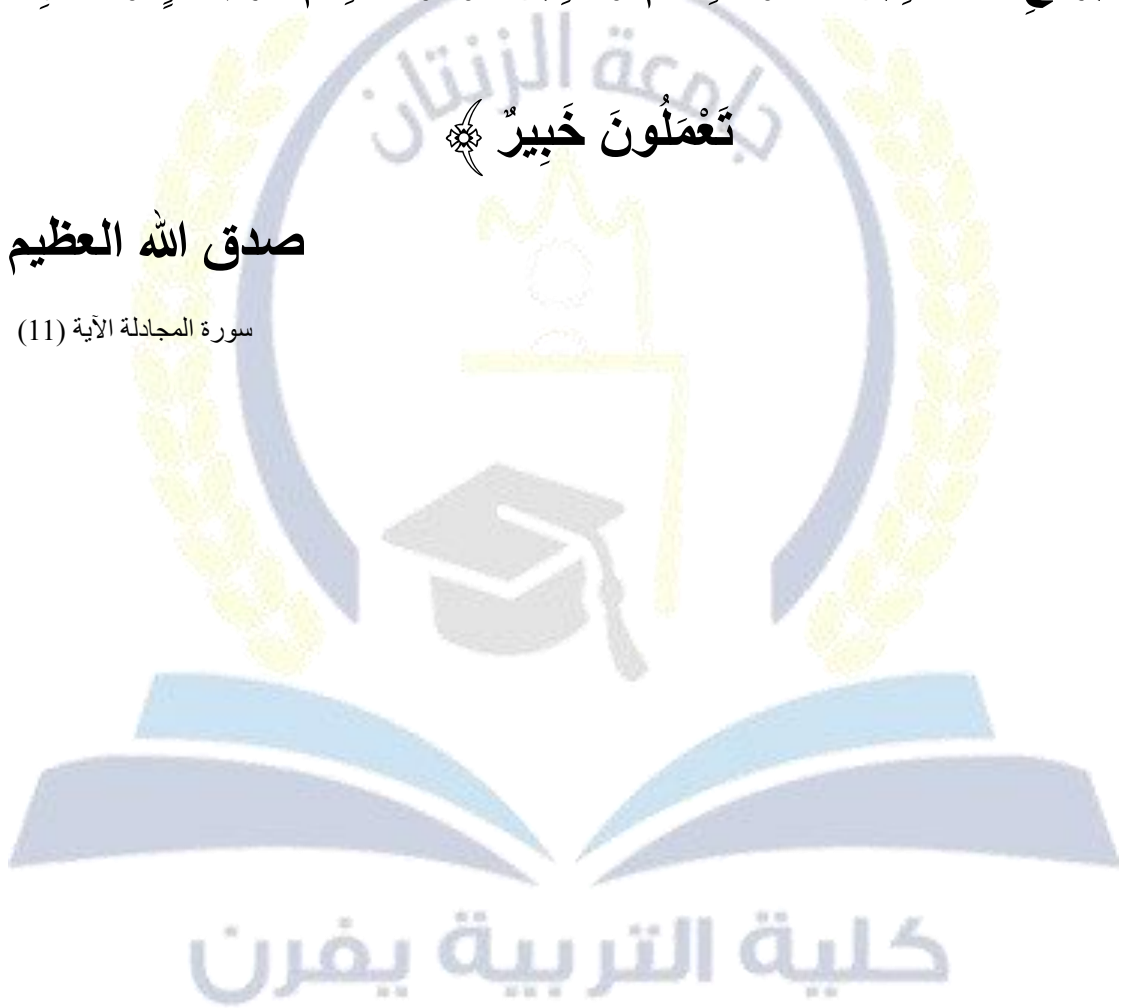 جامعة الزنتان
تَعْمَلُونَ خَبِيرٌ ﴾
صدق الله العظيم
سورة المجادلة الآية (11)
كلية التربية يفرن